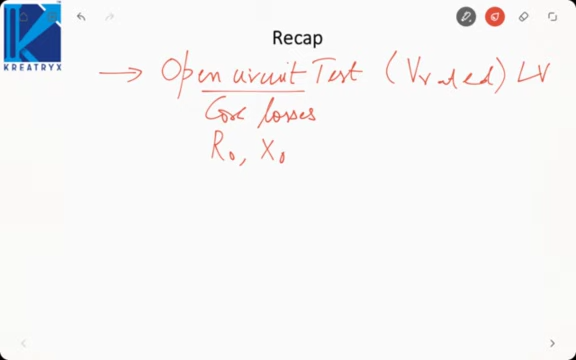 KREATRYX
Recap
→ Open circuit Test (Vrated) LV
Core losses
R₀, X₀